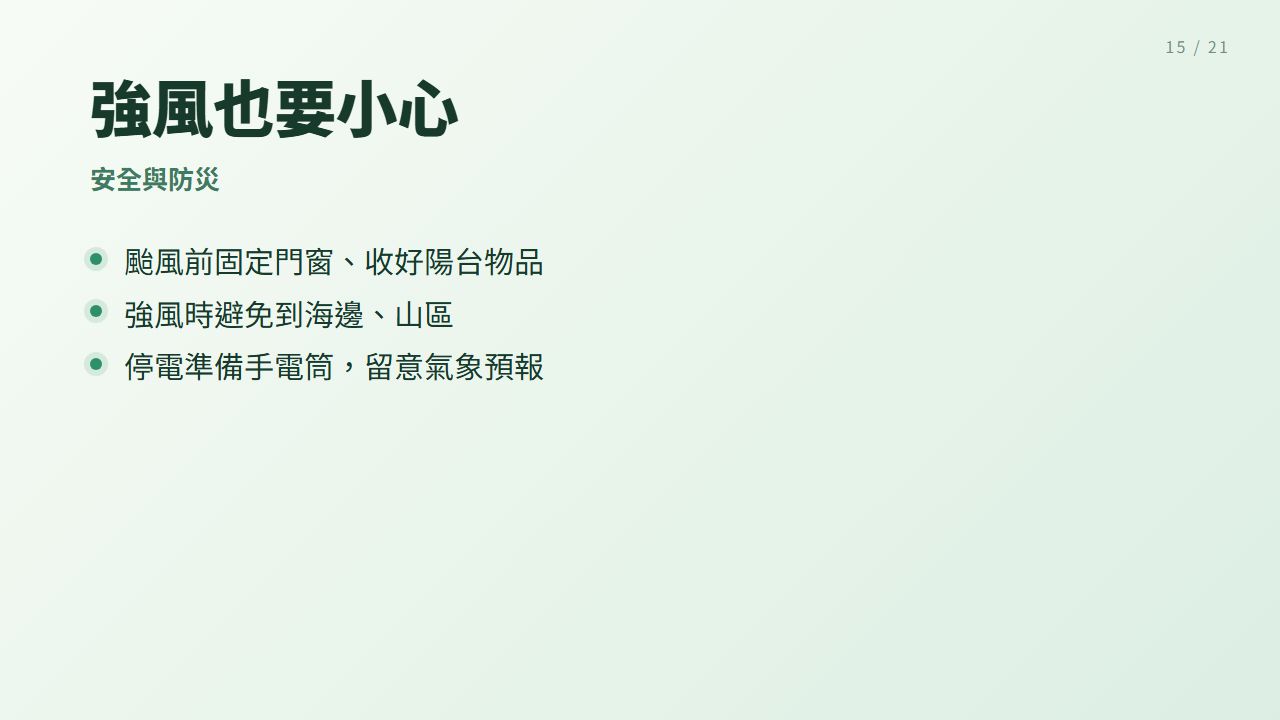 15 / 21
強風也要小心
安全與防災
颱風前固定門窗、收好陽台物品
強風時避免到海邊、山區
停電準備手電筒，留意氣象預報